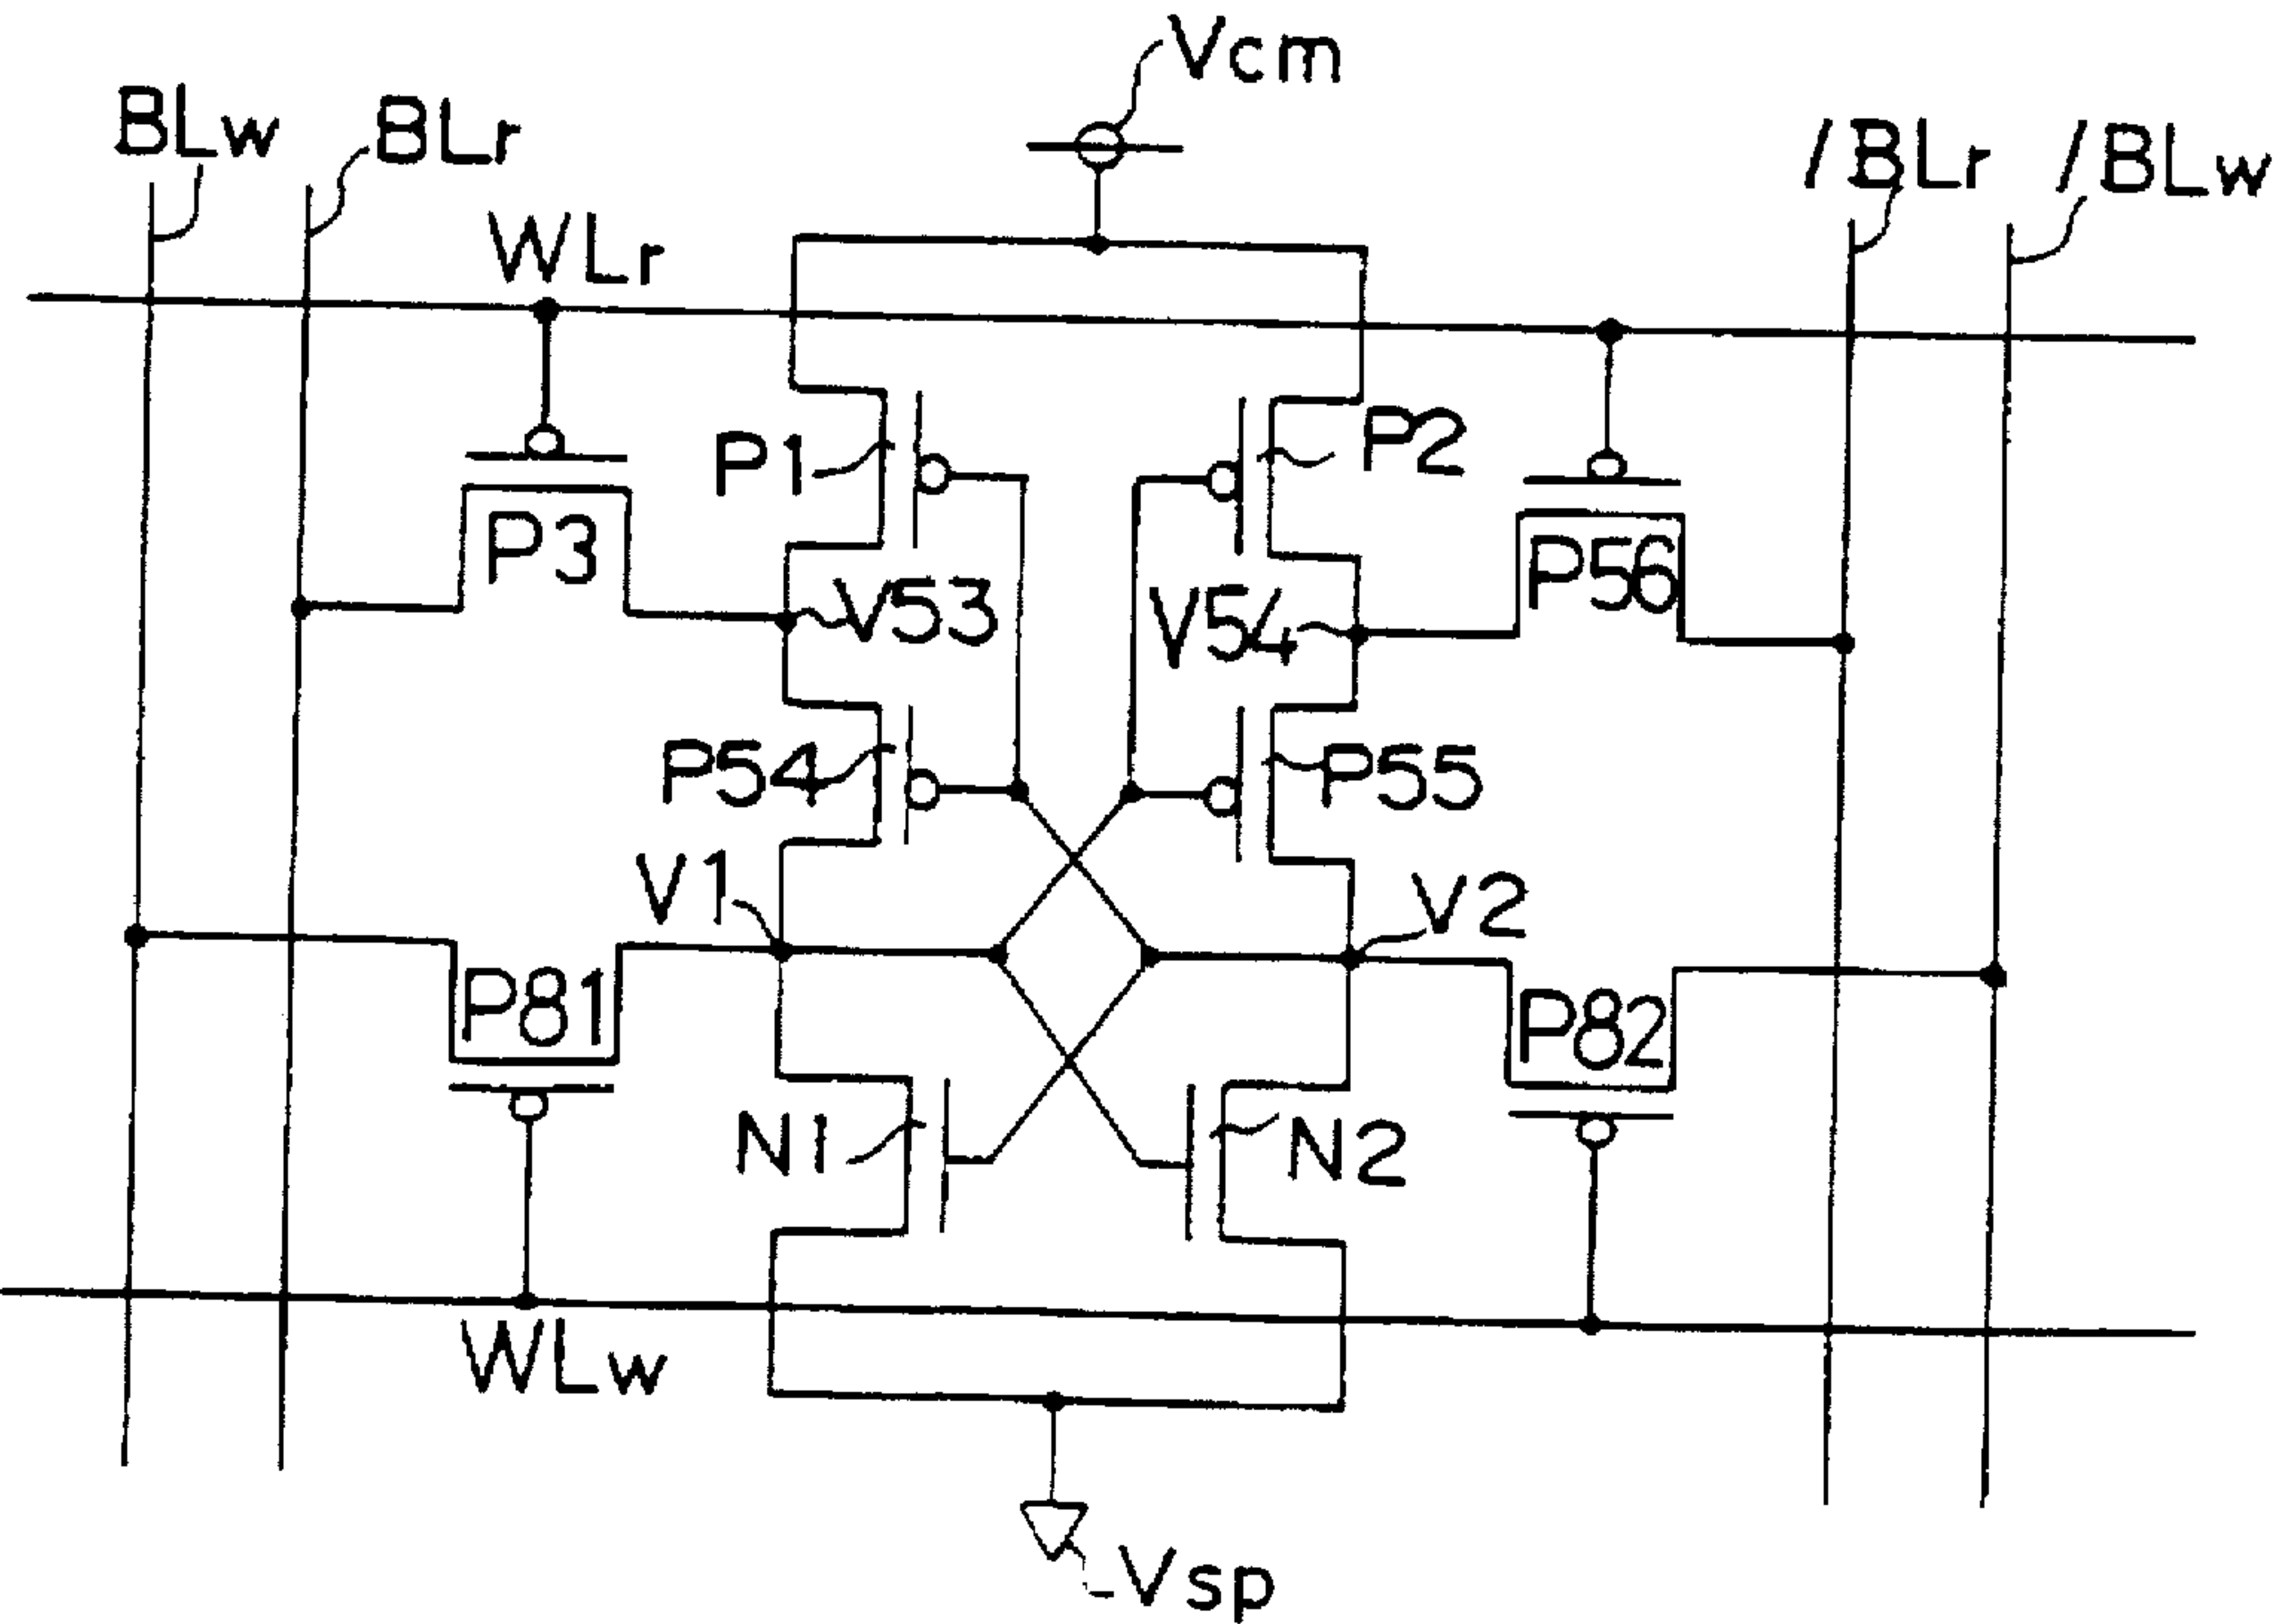 Vcm
BLw
BLr
/BLr
/BLw
WLr
P1
P2
P3
P56
V53
V54
P54
P55
V1
V2
P81
P82
N1
N2
WLw
Vsp